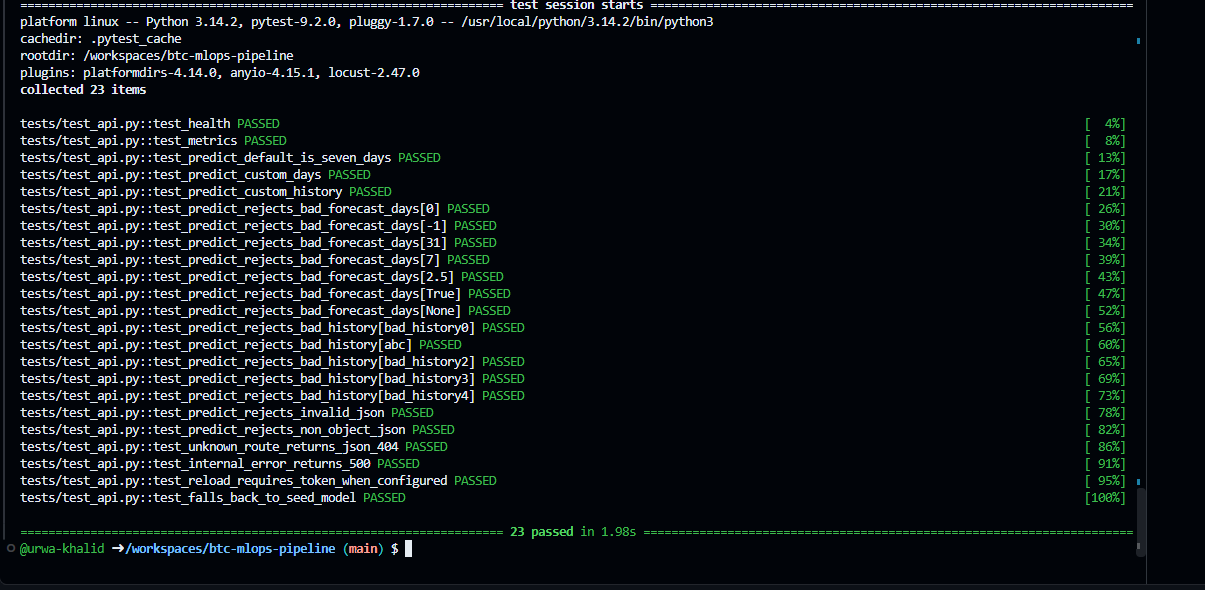 ============================= test session starts =============================
platform linux -- Python 3.14.2, pytest-9.2.0, pluggy-1.7.0 -- /usr/local/python/3.14.2/bin/python3
cachedir: .pytest_cache
rootdir: /workspaces/btc-mlops-pipeline
plugins: platformdirs-4.14.0, anyio-4.15.1, locust-2.47.0
collected 23 items
tests/test_api.py::test_health PASSED [  4%]
tests/test_api.py::test_metrics PASSED [  8%]
tests/test_api.py::test_predict_default_is_seven_days PASSED [ 13%]
tests/test_api.py::test_predict_custom_days PASSED [ 17%]
tests/test_api.py::test_predict_custom_history PASSED [ 21%]
tests/test_api.py::test_predict_rejects_bad_forecast_days[0] PASSED [ 26%]
tests/test_api.py::test_predict_rejects_bad_forecast_days[-1] PASSED [ 30%]
tests/test_api.py::test_predict_rejects_bad_forecast_days[31] PASSED [ 34%]
tests/test_api.py::test_predict_rejects_bad_forecast_days[7] PASSED [ 39%]
tests/test_api.py::test_predict_rejects_bad_forecast_days[2.5] PASSED [ 43%]
tests/test_api.py::test_predict_rejects_bad_forecast_days[True] PASSED [ 47%]
tests/test_api.py::test_predict_rejects_bad_forecast_days[None] PASSED [ 52%]
tests/test_api.py::test_predict_rejects_bad_history[bad_history0] PASSED [ 56%]
tests/test_api.py::test_predict_rejects_bad_history[abc] PASSED [ 60%]
tests/test_api.py::test_predict_rejects_bad_history[bad_history2] PASSED [ 65%]
tests/test_api.py::test_predict_rejects_bad_history[bad_history3] PASSED [ 69%]
tests/test_api.py::test_predict_rejects_bad_history[bad_history4] PASSED [ 73%]
tests/test_api.py::test_predict_rejects_invalid_json PASSED [ 78%]
tests/test_api.py::test_predict_rejects_non_object_json PASSED [ 82%]
tests/test_api.py::test_unknown_route_returns_json_404 PASSED [ 86%]
tests/test_api.py::test_internal_error_returns_500 PASSED [ 91%]
tests/test_api.py::test_reload_requires_token_when_configured PASSED [ 95%]
tests/test_api.py::test_falls_back_to_seed_model PASSED [100%]
============================= 23 passed in 1.98s =============================
@urwa-khalid ➜/workspaces/btc-mlops-pipeline (main) $